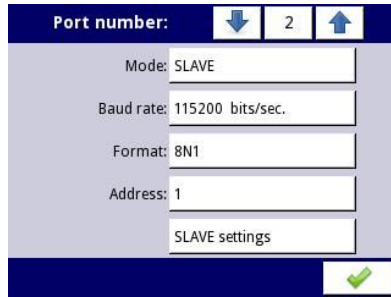 Port number: 2
Mode: SLAVE
Baud rate: 115200 bits/sec.
Format: 8N1
Address: 1
SLAVE settings